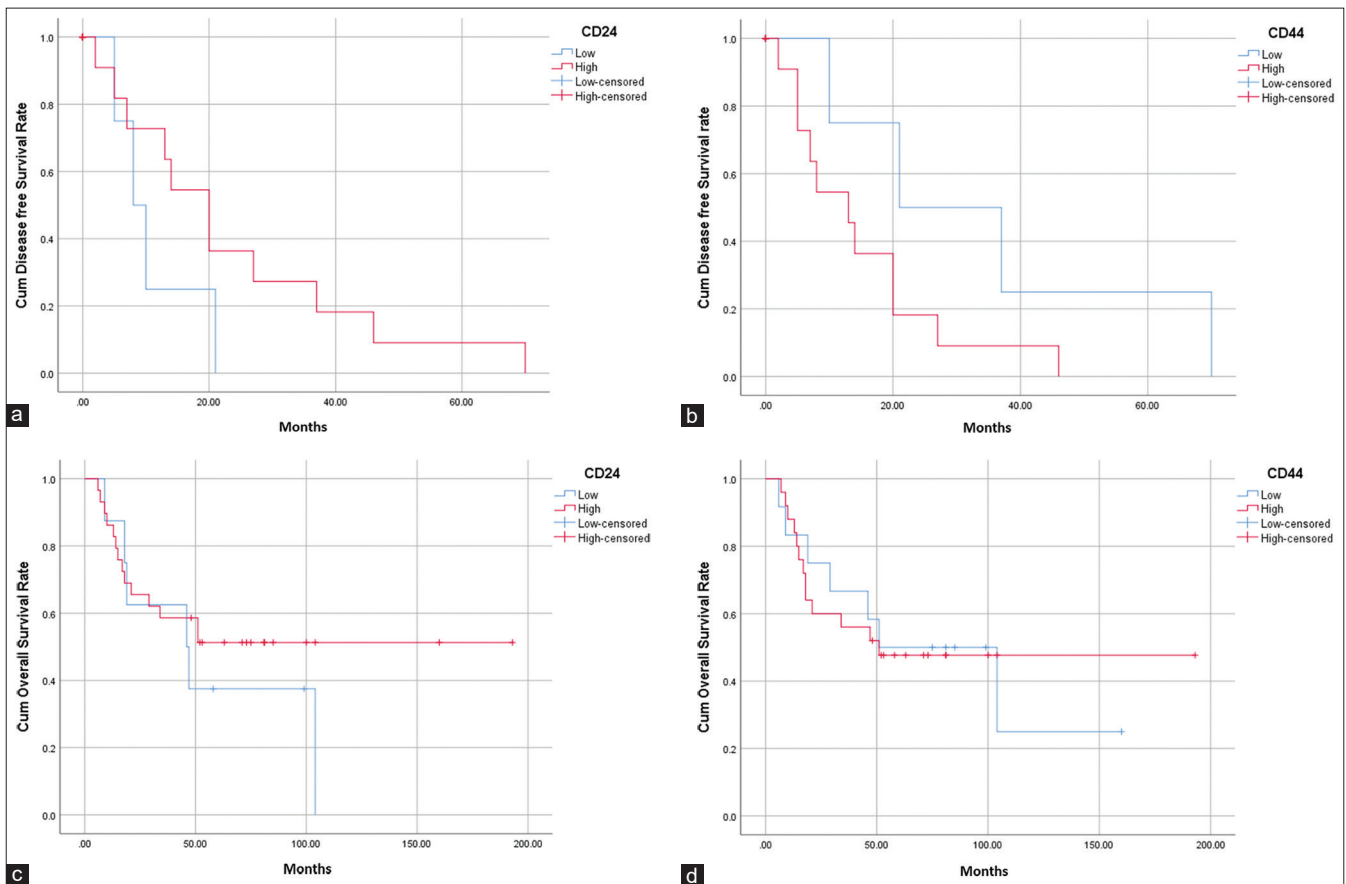 CD24
Low
High
Low-censored
High-censored
Cum Disease free Survival Rate
1.0
0.8
0.6
0.4
0.2
0.0
.00 20.00 40.00 60.00
Months
a
CD44
Low
High
Low-censored
High-censored
Cum Disease free Survival rate
1.0
0.8
0.6
0.4
0.2
0.0
.00 20.00 40.00 60.00
Months
b
CD24
Low
High
Low-censored
High-censored
Cum Overall Survival Rate
1.0
0.8
0.6
0.4
0.2
0.0
.00 50.00 100.00 150.00 200.00
Months
c
CD44
Low
High
Low-censored
High-censored
Cum Overall Survival Rate
1.0
0.8
0.6
0.4
0.2
0.0
.00 50.00 100.00 150.00 200.00
Months
d